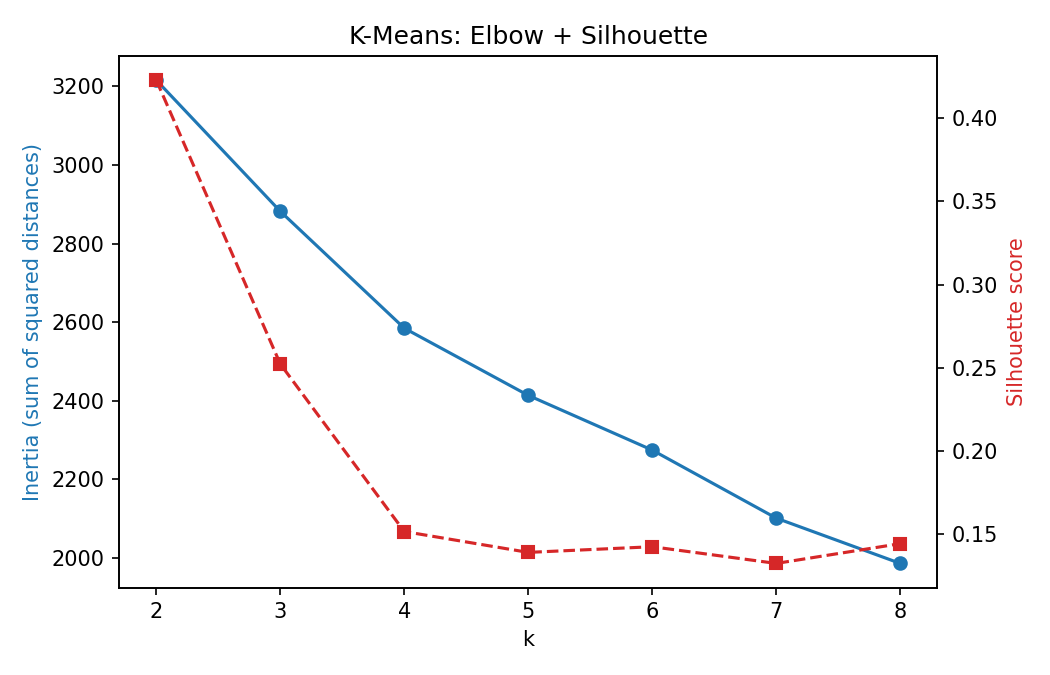 K-Means: Elbow + Silhouette
Inertia (sum of squared distances)
3200
3000
2800
2600
2400
2200
2000
0.40
0.35
0.30
0.25
0.20
0.15
Silhouette score
2 3 4 5 6 7 8
k